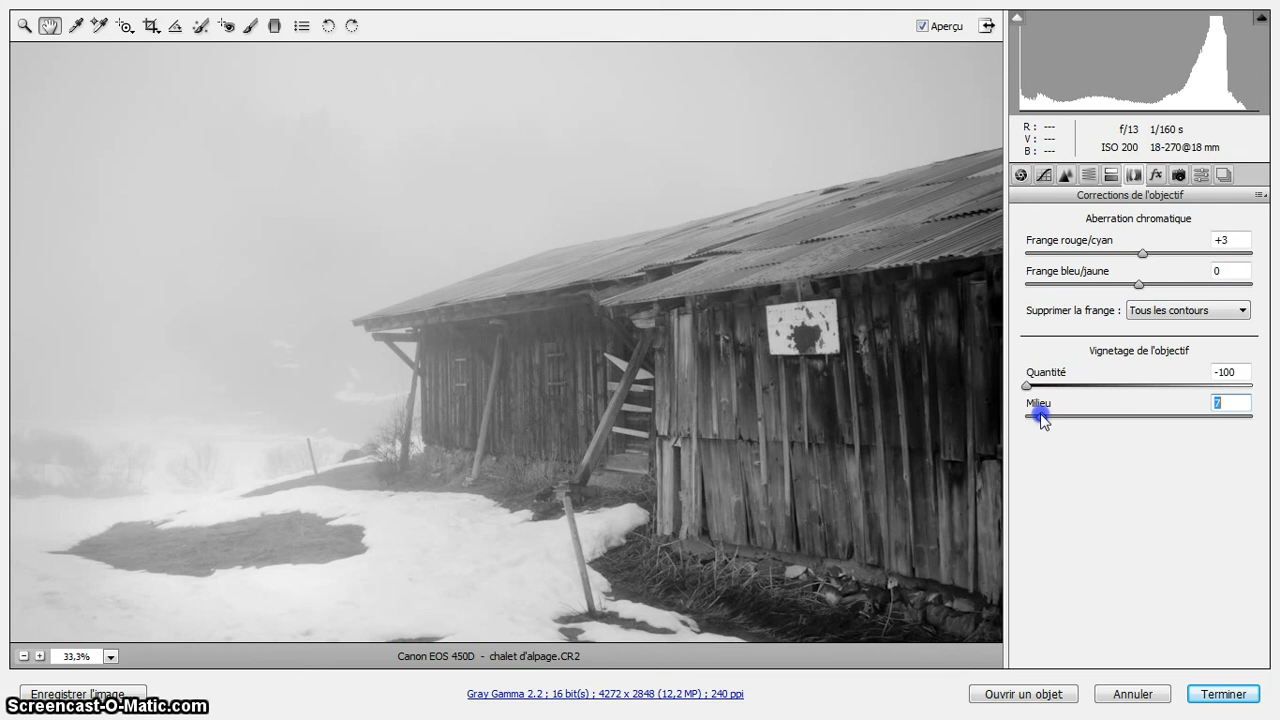 Aperçu
R : ---
V : ---
B : ---
f/13 1/160 s
ISO 200 18-270@18 mm
fx
Corrections de l'objectif
Aberration chromatique
Frange rouge/cyan +3
Frange bleu/jaune 0
Supprimer la frange : Tous les contours
Vignetage de l'objectif
Quantité -100
Milieu 7
33,3% Canon EOS 450D - chalet d'alpage.CR2
Enregistrer l'image... Gray Gamma 2.2 ; 16 bit(s) ; 4272 x 2848 (12,2 MP) ; 240 ppi Ouvrir un objet Annuler Terminer
Screencast-O-Matic.com